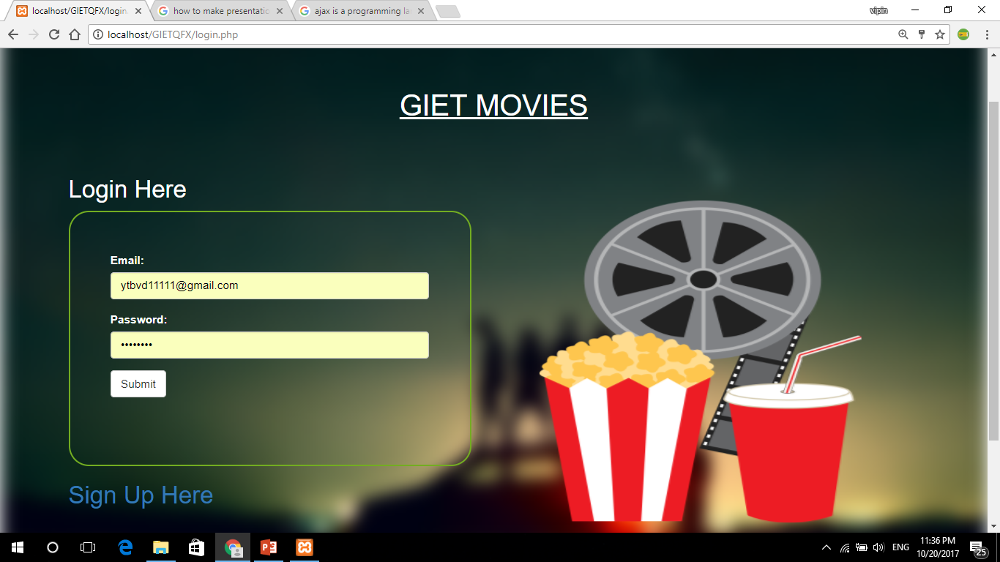 localhost/GIETQFX/login.
how to make presentatio
ajax is a programming la
vipin
localhost/GIETQFX/login.php
GIET MOVIES
Login Here
Email:
ytbvd11111@gmail.com
Password:
••••••••
Submit
Sign Up Here
ENG
11:36 PM
10/20/2017
25